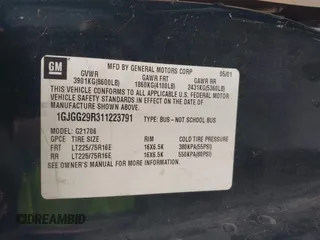 GM
MFD BY GENERAL MOTORS CORP 05/01
GVWR GAWR FRT GAWR RR
3901KG(8600LB) 1860KG(4100LB) 2431KG(5360LB)
THIS VEHICLE CONFORMS TO ALL APPLICABLE U.S. FEDERAL MOTOR
VEHICLE SAFETY STANDARDS IN EFFECT ON THE DATE OF
MANUFACTURE SHOWN ABOVE.
1GJGG29R311223791 TYPE: BUS-NOT SCHOOL BUS
MODEL: G21706
GPCE TIRE SIZE RIM COLD TIRE PRESSURE
FRT LT225/75R16E 16X6.5K 380KPA(55PSI)
RR LT225/75R16E 16X6.5K 550KPA(80PSI)
SEE OWNER'S MANUAL FOR ADDITIONAL INFORMATION.
DREAMBID